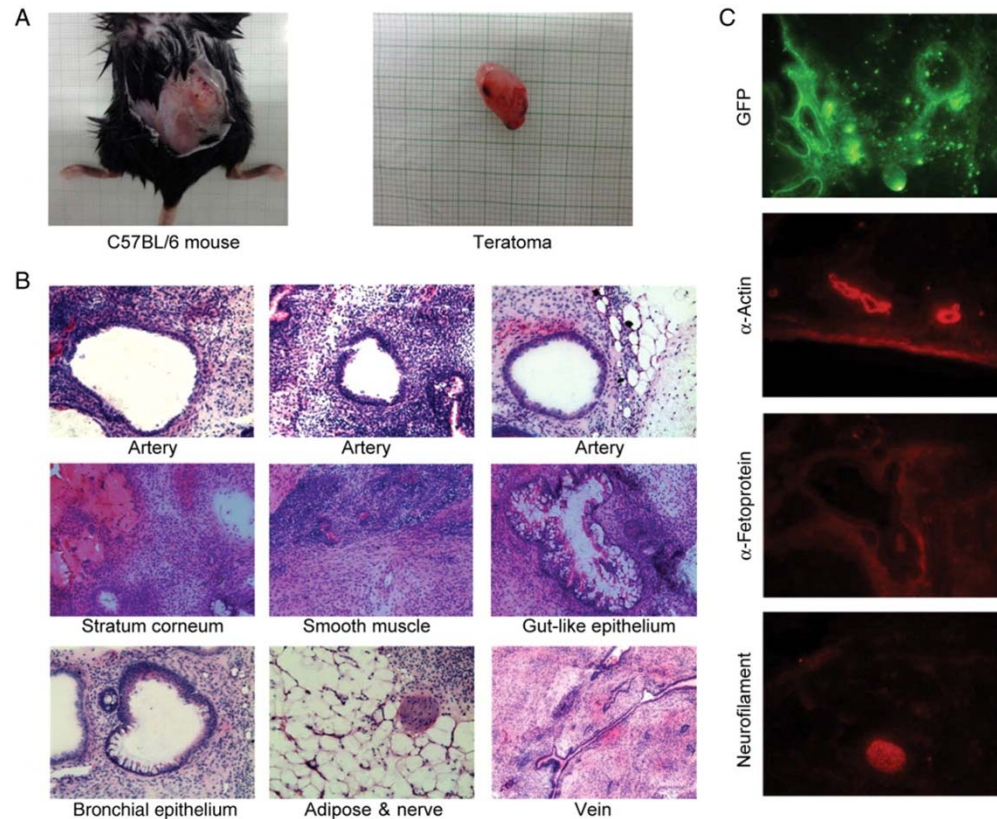 A
C57BL/6 mouse
Teratoma
B
Artery
Artery
Artery
Stratum corneum
Smooth muscle
Gut-like epithelium
Bronchial epithelium
Adipose & nerve
Vein
C
GFP
α-Actin
α-Fetoprotein
Neurofilament